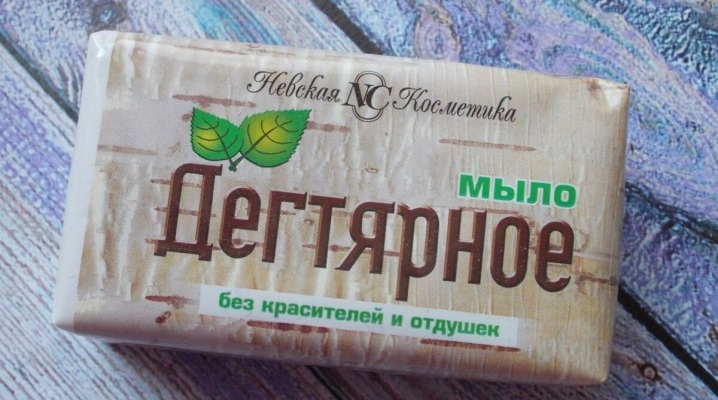 Невская NC Косметика
мыло
Дегтярное
без красителей и отдушек